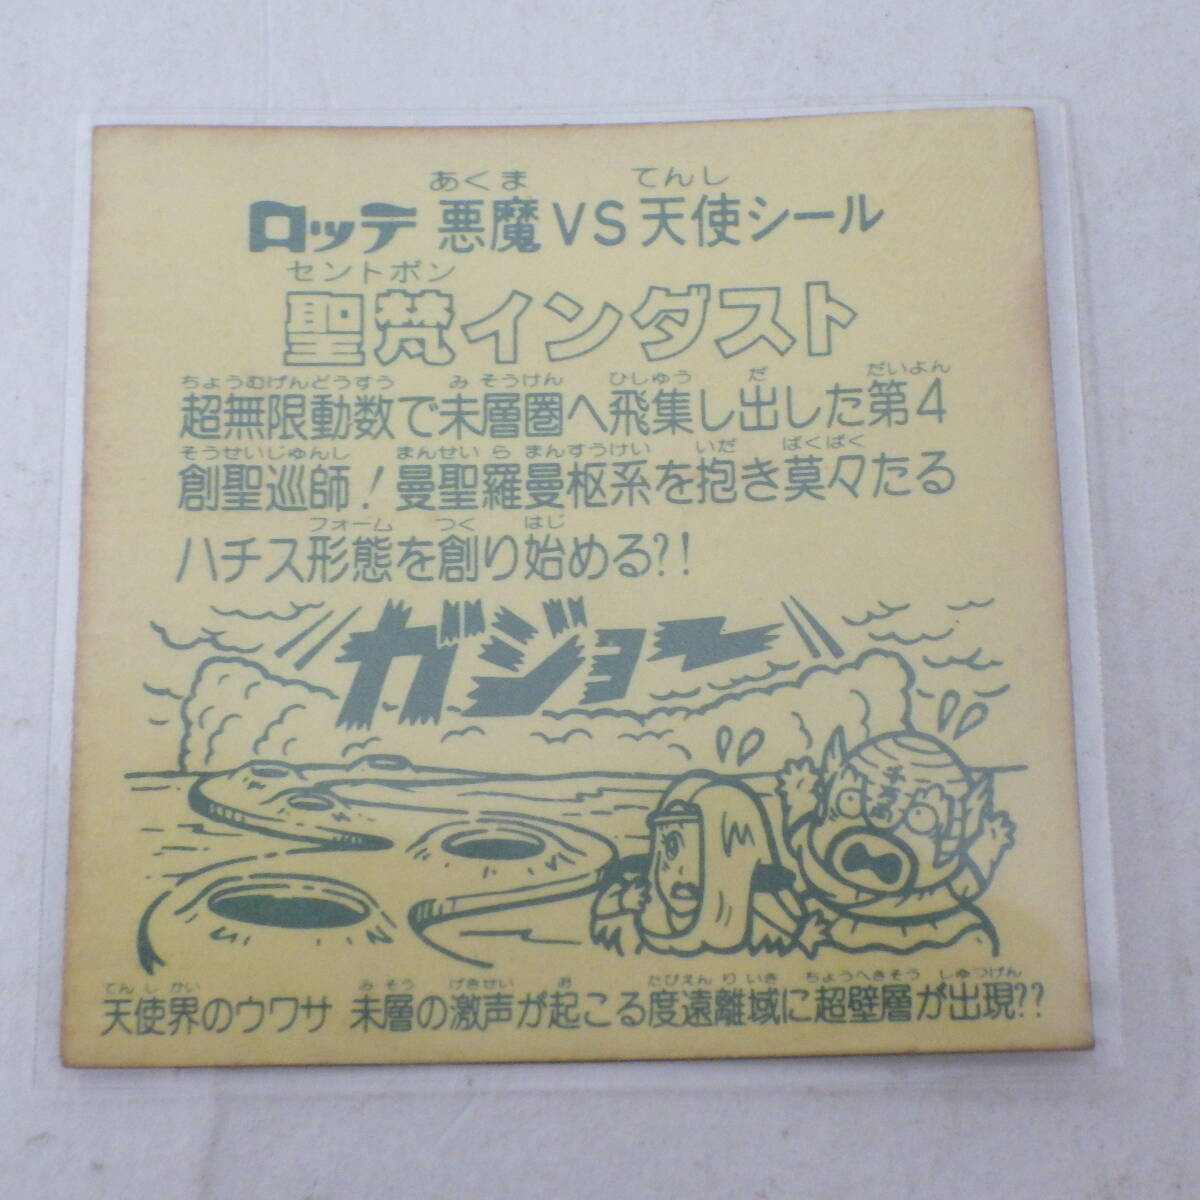 あくま てんし
ロッテ 悪魔VS天使シール
セントボン
聖梵インダスト
ちょうむげんどうすう みそうけん ひしゅう だ だいよん
超無限動数で未層圏へ飛集し出した第4
そうせいじゅんし まんせいらまんすうけい いだ ばくばく
創聖巡師！曼聖羅曼枢系を抱き莫々たる
フォーム つく はじ
ハチス形態を創り始める?!
ガジョー
てんしかい みそう げきせい お たびえんりいき ちょうへきそう しゅつげん
天使界のウワサ 未層の激声が起こる度遠離域に超壁層が出現??